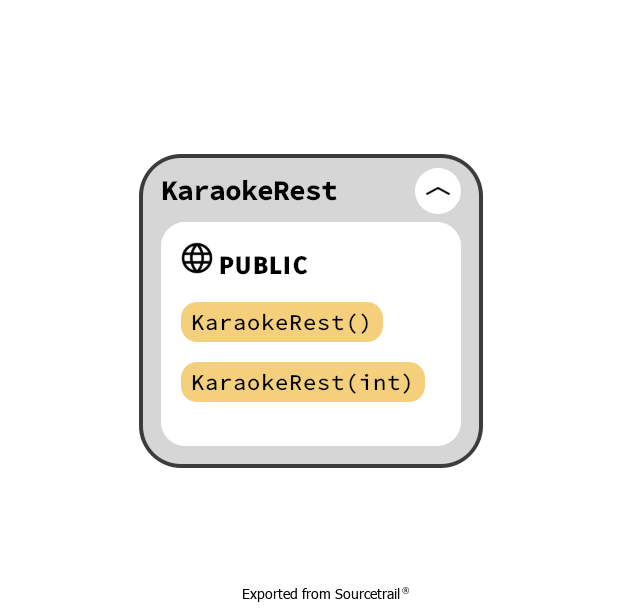 KaraokeRest
PUBLIC
KaraokeRest()
KaraokeRest(int)
Exported from Sourcetrail®